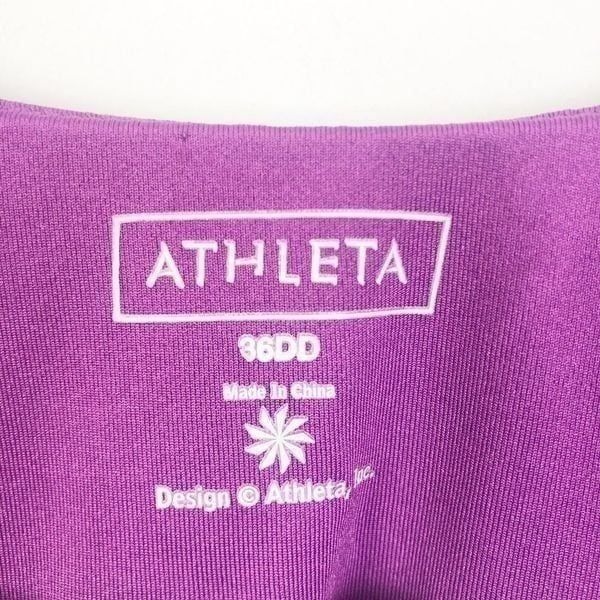 ATHLETA
36DD
Made In China
Design © Athleta, Inc.